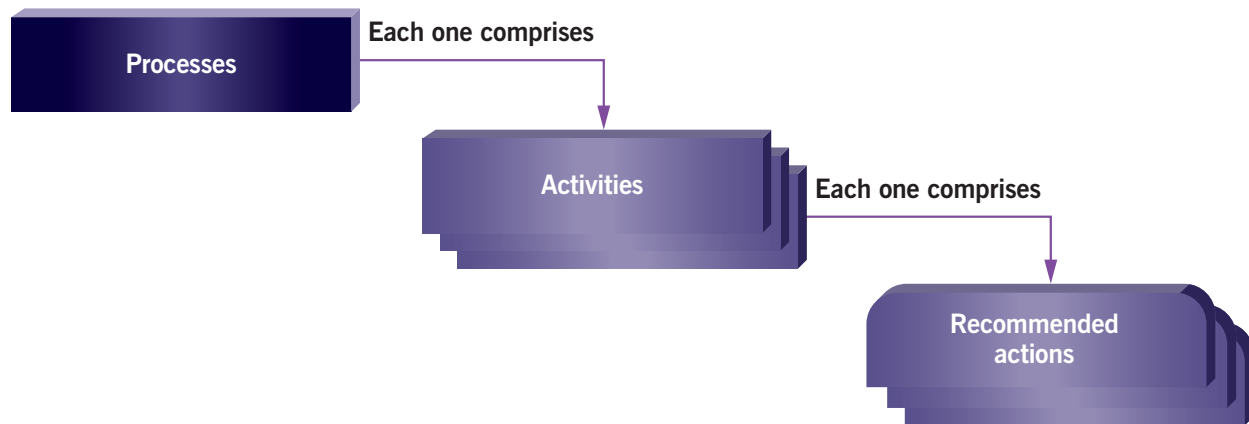 Each one comprises
Processes
Activities
Each one comprises
Recommended
actions